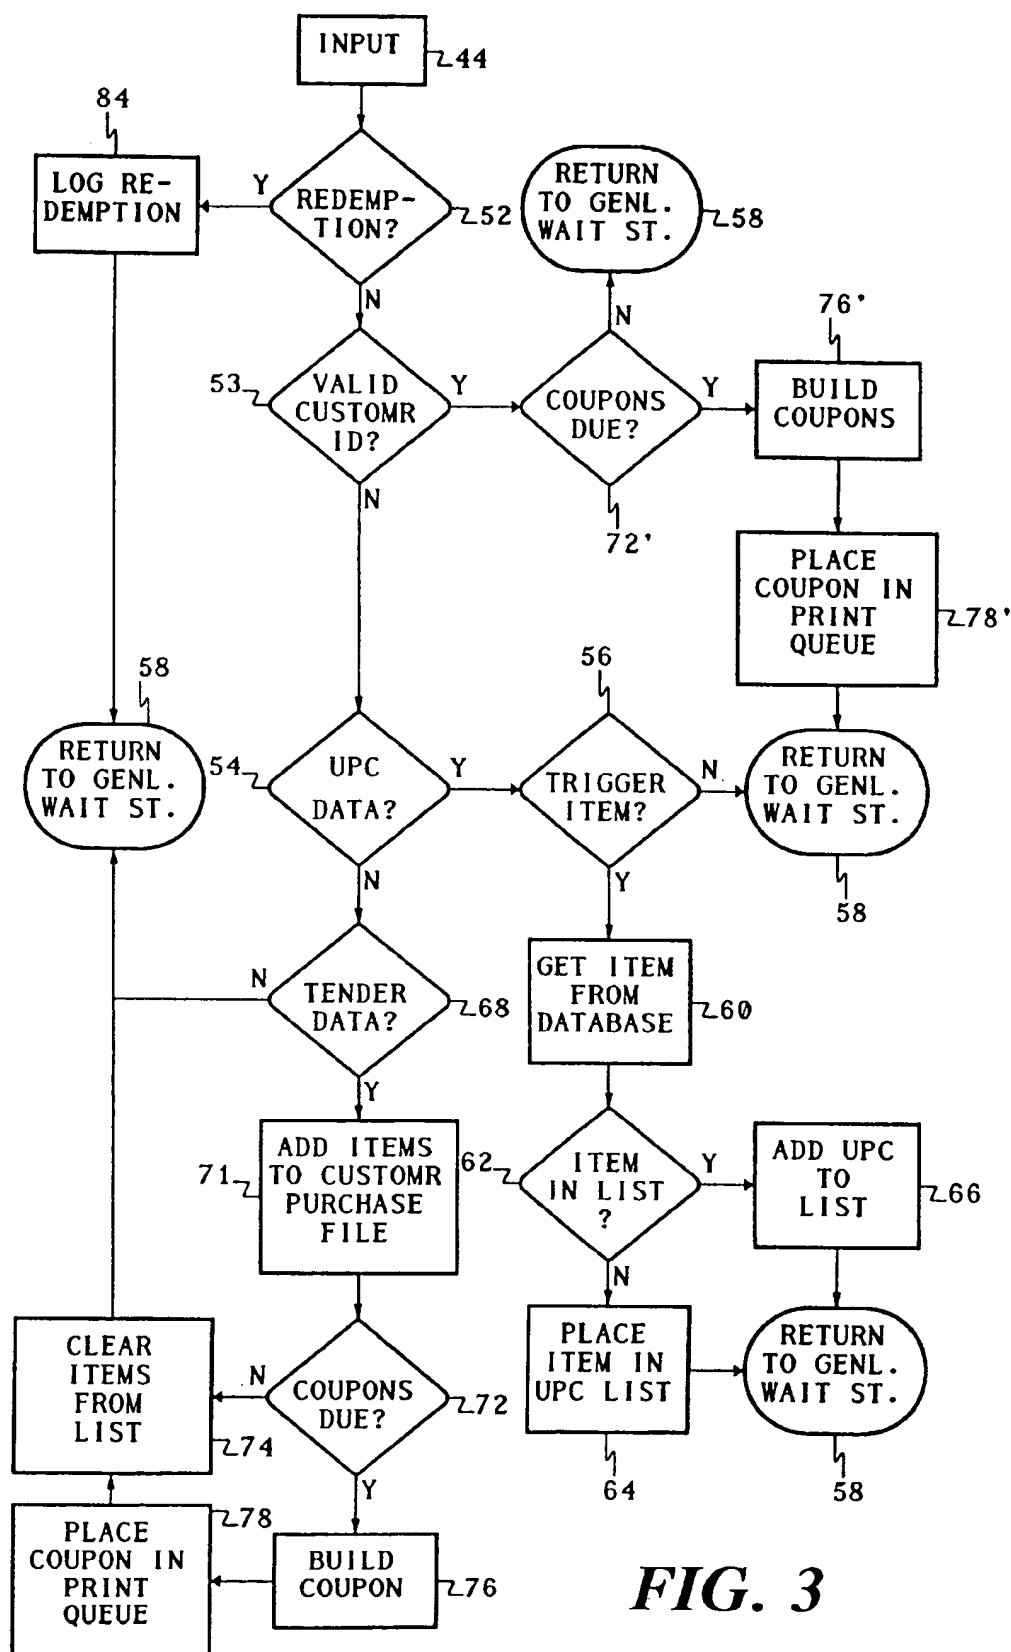 INPUT
44
84
LOG RE-
DEMPTION
Y
REDEMP-
TION?
52
RETURN
TO GENL.
WAIT ST.
58
N
N
76'
53
VALID
CUSTOMR
ID?
Y
COUPONS
DUE?
Y
BUILD
COUPONS
N
72'
PLACE
COUPON IN
PRINT
QUEUE
78'
58
56
RETURN
TO GENL.
WAIT ST.
54
UPC
DATA?
Y
TRIGGER
ITEM?
N
RETURN
TO GENL.
WAIT ST.
N
Y
58
N
TENDER
DATA?
68
GET ITEM
FROM
DATABASE
60
Y
71
ADD ITEMS
TO CUSTOMR
PURCHASE
FILE
62
ITEM
IN LIST
?
Y
ADD UPC
TO
LIST
66
N
CLEAR
ITEMS
FROM
LIST
74
N
COUPONS
DUE?
72
PLACE
ITEM IN
UPC LIST
64
RETURN
TO GENL.
WAIT ST.
58
Y
78
PLACE
COUPON IN
PRINT
QUEUE
BUILD
COUPON
76
FIG. 3